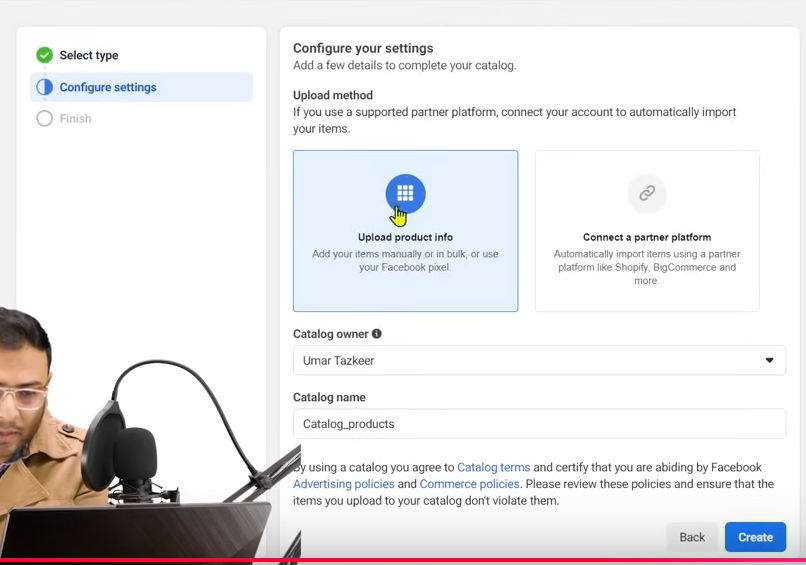 Select type
Configure settings
Finish
Configure your settings
Add a few details to complete your catalog.
Upload method
If you use a supported partner platform, connect your account to automatically import
your items.
Upload product info
Add your items manually or in bulk, or use
your Facebook pixel.
Connect a partner platform
Automatically import items using a partner
platform like Shopify, BigCommerce and
more.
Catalog owner
Umar Tazkeer
Catalog name
Catalog_products
By using a catalog you agree to Catalog terms and certify that you are abiding by Facebook
Advertising policies and Commerce policies. Please review these policies and ensure that the
items you upload to your catalog don't violate them.
Back
Create